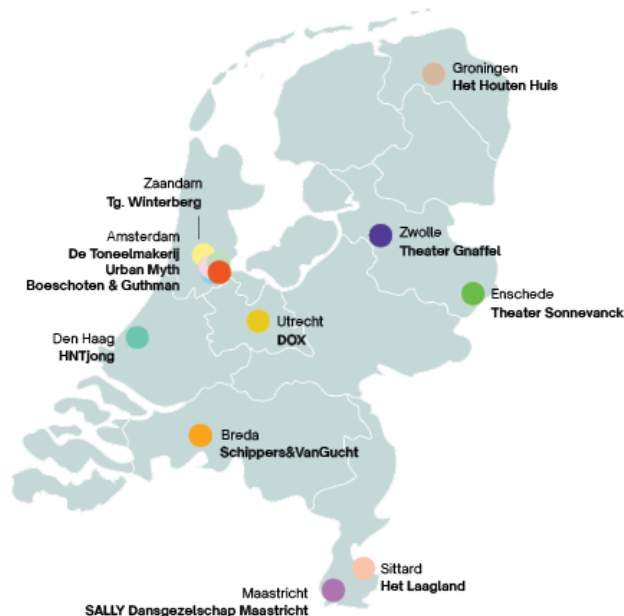 Groningen
Het Houten Huis
Zaandam
Tg. Winterberg
Amsterdam
De Toneelmakerij
Urban Myth
Boeschoten & Guthman
Zwolle
Theater Gnaffel
Enschede
Theater Sonnevanck
Utrecht
DOX
Den Haag
HNTjong
Breda
Schippers&VanGucht
Sittard
Het Laagland
Maastricht
SALLY Dansgezelschap Maastricht